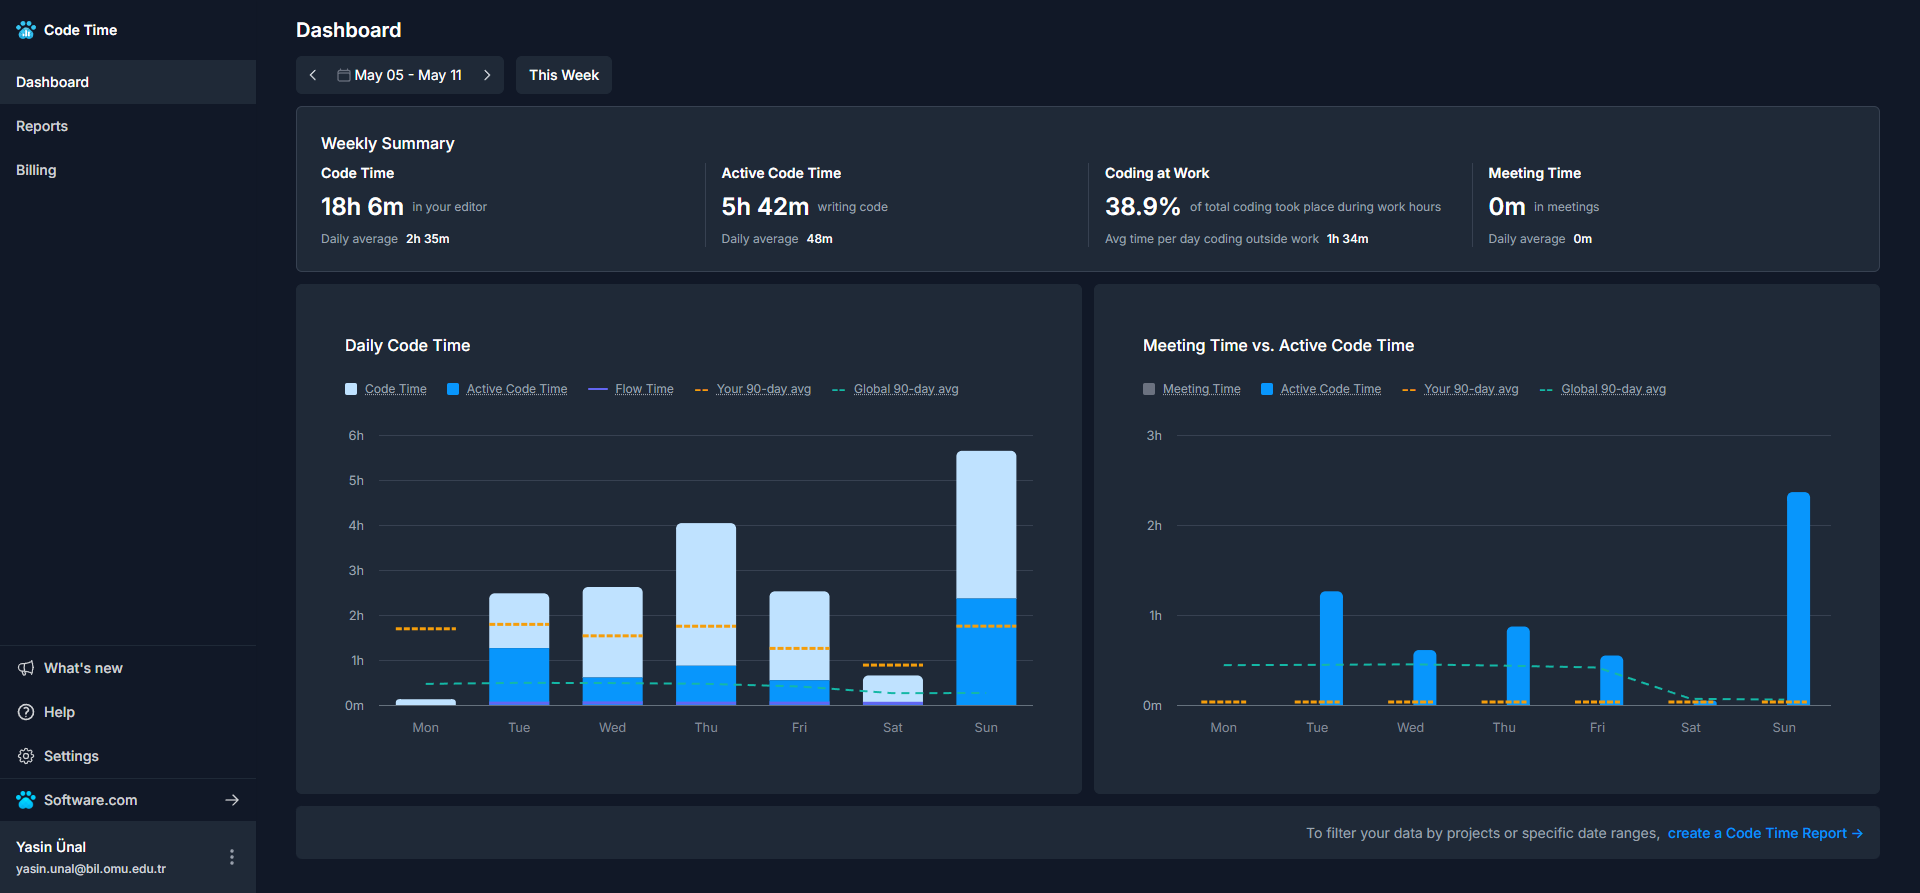 Code Time
Dashboard
Reports
Billing
What's new
Help
Settings
Software.com
Yasin Ünal
yasin.unal@bil.omu.edu.tr
Dashboard
May 05 - May 11
This Week
Weekly Summary
Code Time
18h 6m in your editor
Daily average 2h 35m
Active Code Time
5h 42m writing code
Daily average 48m
Coding at Work
38.9% of total coding took place during work hours
Avg time per day coding outside work 1h 34m
Meeting Time
0m in meetings
Daily average 0m
Daily Code Time
Code Time Active Code Time Flow Time Your 90-day avg Global 90-day avg
6h
5h
4h
3h
2h
1h
0m
Mon Tue Wed Thu Fri Sat Sun
Meeting Time vs. Active Code Time
Meeting Time Active Code Time Your 90-day avg Global 90-day avg
3h
2h
1h
0m
Mon Tue Wed Thu Fri Sat Sun
To filter your data by projects or specific date ranges, create a Code Time Report →